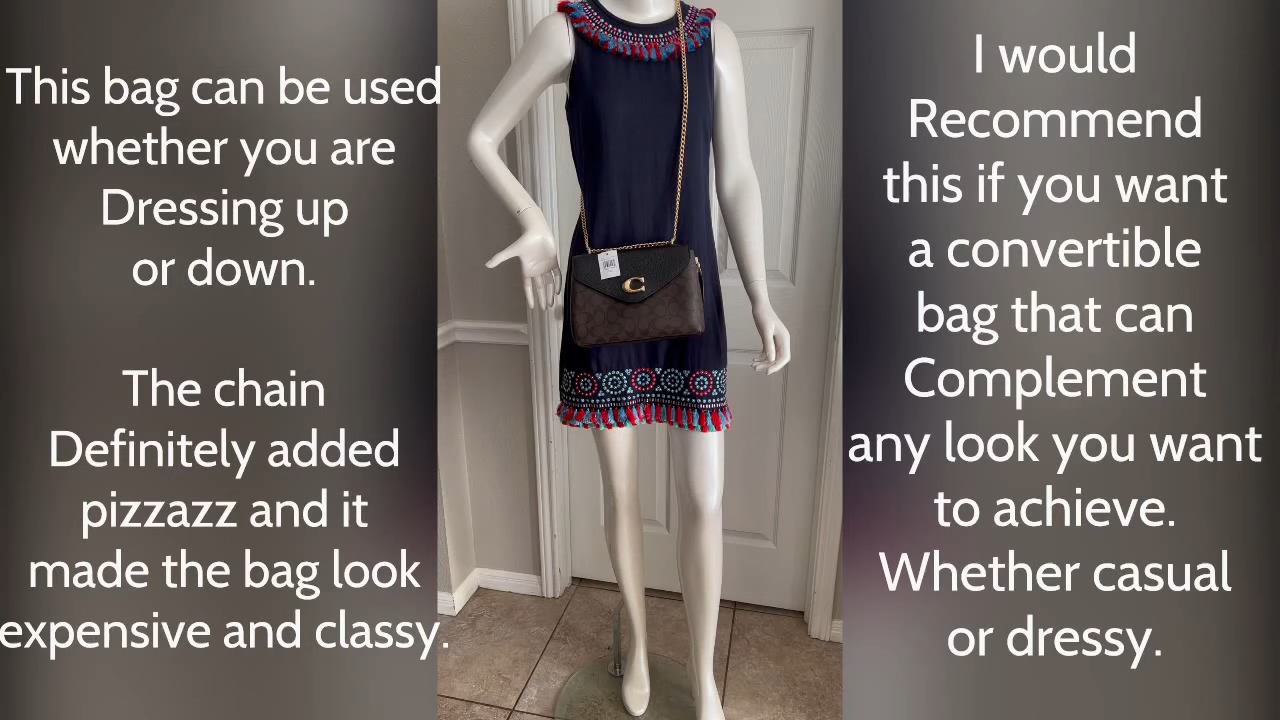 This bag can be used
whether you are
Dressing up
or down.
The chain
Definitely added
pizzazz and it
made the bag look
expensive and classy.
I would
Recommend
this if you want
a convertible
bag that can
Complement
any look you want
to achieve.
Whether casual
or dressy.